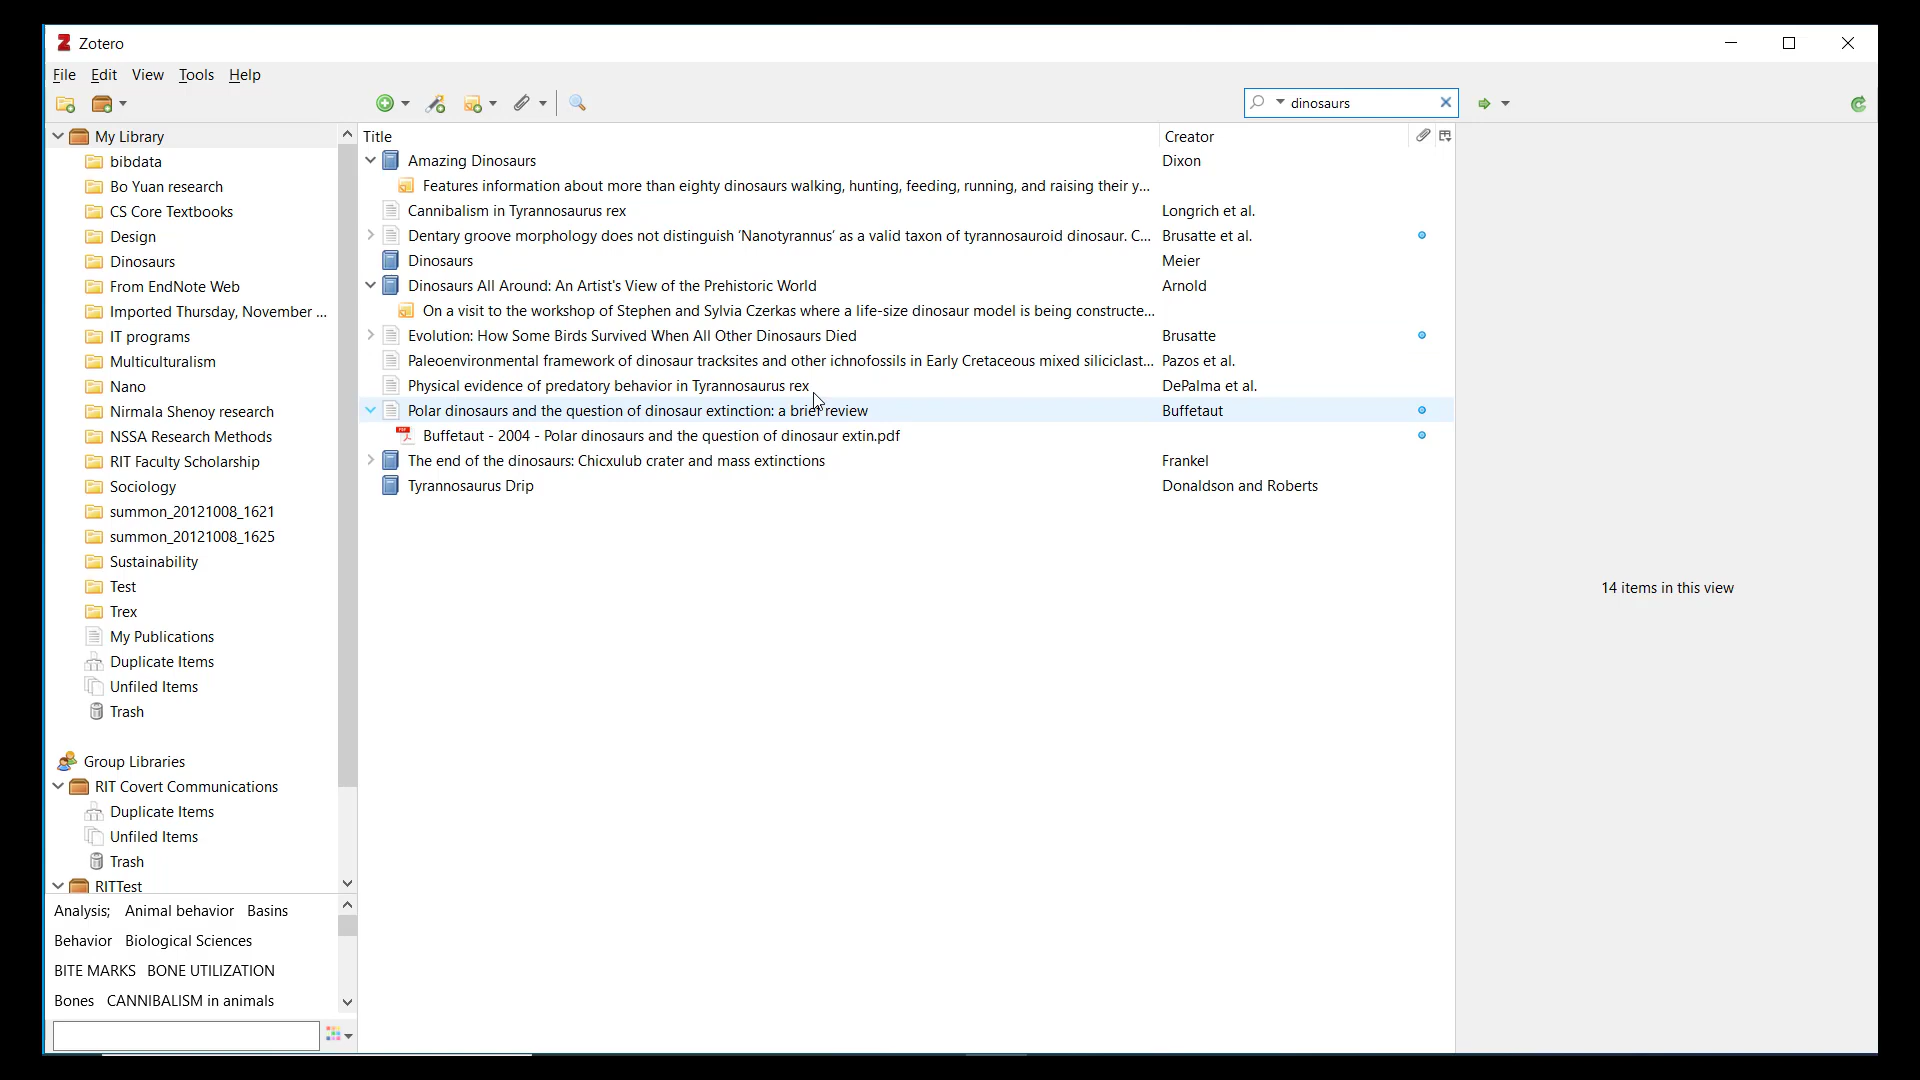 Zotero
File Edit View Tools Help
dinosaurs
My Library
bibdata
Bo Yuan research
CS Core Textbooks
Design
Dinosaurs
From EndNote Web
Imported Thursday, November ...
IT programs
Multiculturalism
Nano
Nirmala Shenoy research
NSSA Research Methods
RIT Faculty Scholarship
Sociology
summon_20121008_1621
summon_20121008_1625
Sustainability
Test
Trex
My Publications
Duplicate Items
Unfiled Items
Trash
Group Libraries
RIT Covert Communications
Duplicate Items
Unfiled Items
Trash
RITTest
Analysis; Animal behavior Basins
Behavior Biological Sciences
BITE MARKS BONE UTILIZATION
Bones CANNIBALISM in animals
Title Creator
Amazing Dinosaurs Dixon
Features information about more than eighty dinosaurs walking, hunting, feeding, running, and raising their y...
Cannibalism in Tyrannosaurus rex Longrich et al.
Dentary groove morphology does not distinguish ‘Nanotyrannus’ as a valid taxon of tyrannosauroid dinosaur. C... Brusatte et al.
Dinosaurs Meier
Dinosaurs All Around: An Artist's View of the Prehistoric World Arnold
On a visit to the workshop of Stephen and Sylvia Czerkas where a life-size dinosaur model is being constructe...
Evolution: How Some Birds Survived When All Other Dinosaurs Died Brusatte
Paleoenvironmental framework of dinosaur tracksites and other ichnofossils in Early Cretaceous mixed siliciclast... Pazos et al.
Physical evidence of predatory behavior in Tyrannosaurus rex DePalma et al.
Polar dinosaurs and the question of dinosaur extinction: a brief review Buffetaut
Buffetaut - 2004 - Polar dinosaurs and the question of dinosaur extin.pdf
The end of the dinosaurs: Chicxulub crater and mass extinctions Frankel
Tyrannosaurus Drip Donaldson and Roberts
14 items in this view